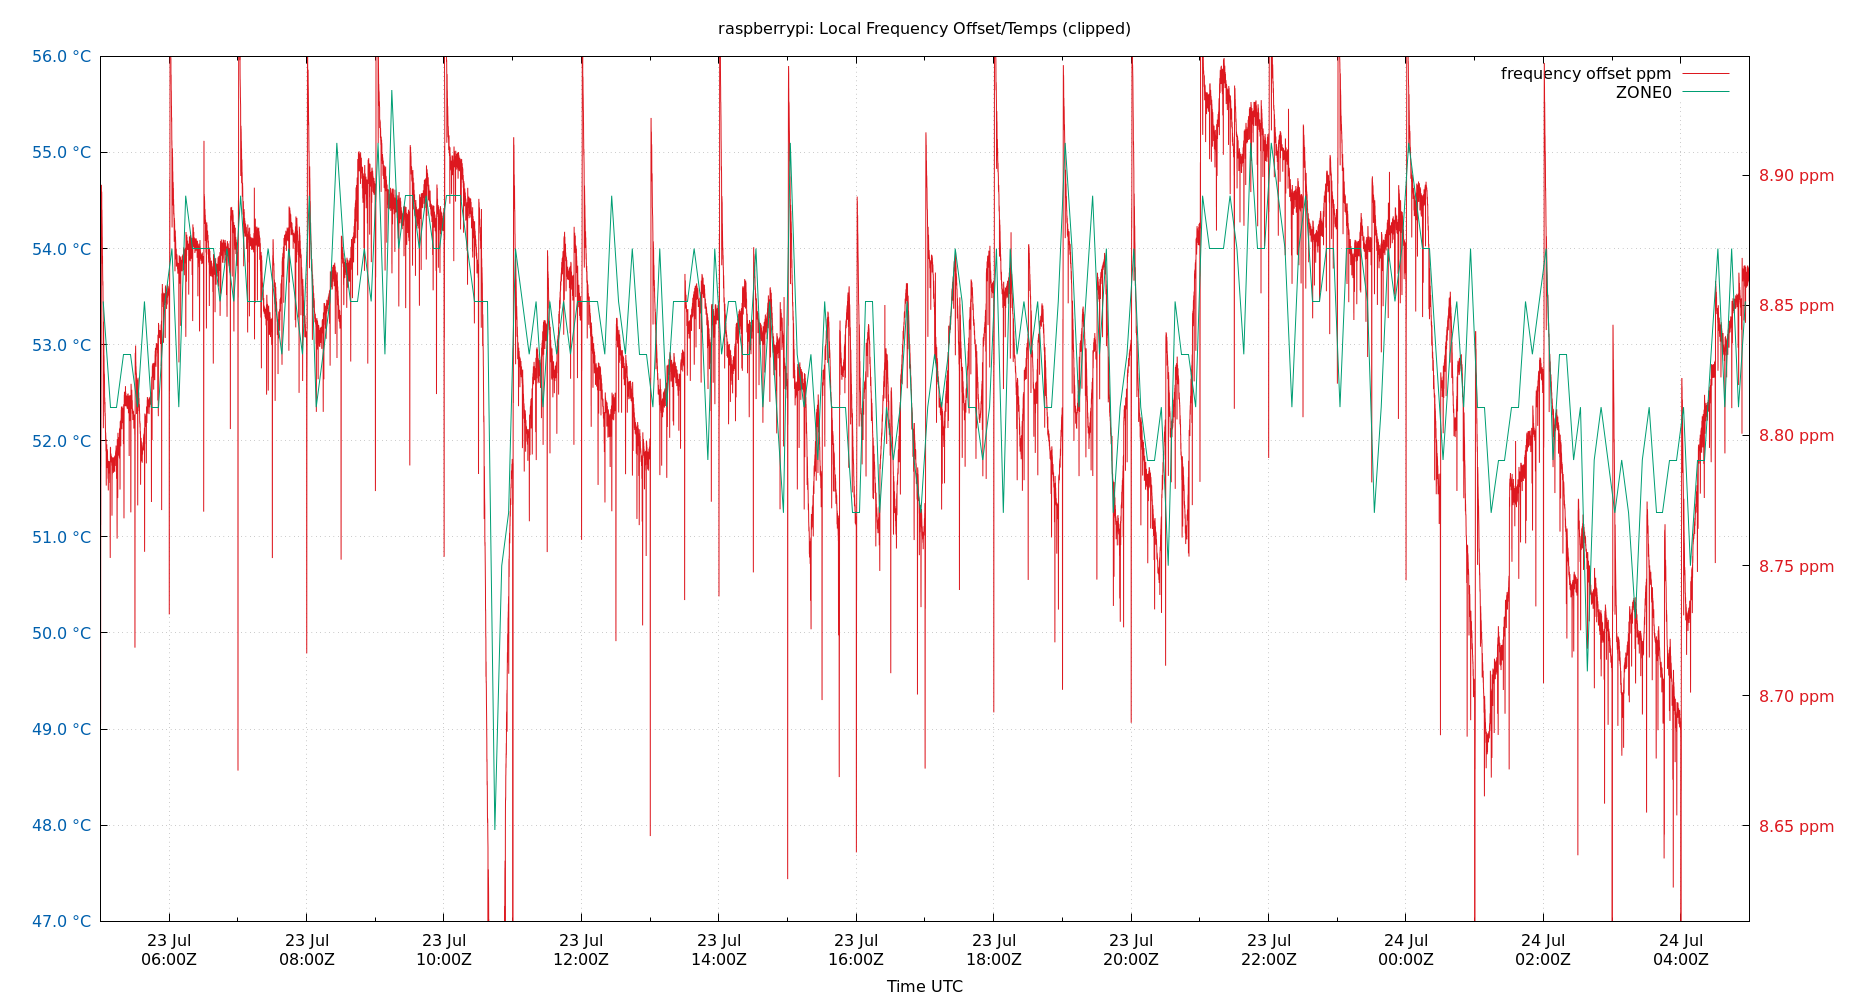 raspberrypi: Local Frequency Offset/Temps (clipped)
frequency offset ppm
ZONE0
56.0 °C
55.0 °C
54.0 °C
53.0 °C
52.0 °C
51.0 °C
50.0 °C
49.0 °C
48.0 °C
47.0 °C
8.90 ppm
8.85 ppm
8.80 ppm
8.75 ppm
8.70 ppm
8.65 ppm
23 Jul 23 Jul 23 Jul 23 Jul 23 Jul 23 Jul 23 Jul 23 Jul 23 Jul 24 Jul 24 Jul 24 Jul
06:00Z 08:00Z 10:00Z 12:00Z 14:00Z 16:00Z 18:00Z 20:00Z 22:00Z 00:00Z 02:00Z 04:00Z
Time UTC